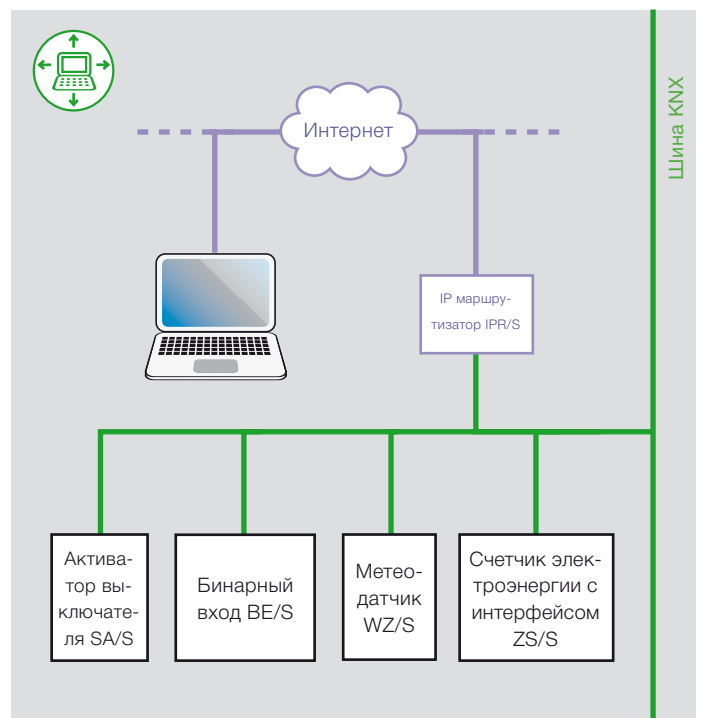 Интернет
Шина KNX
IP маршру-
тизатор IPR/S
Актива-
тор вы-
ключате-
ля SA/S
Бинарный
вход BE/S
Метео-
датчик
WZ/S
Счетчик элек-
троэнергии с
интерфейсом
ZS/S